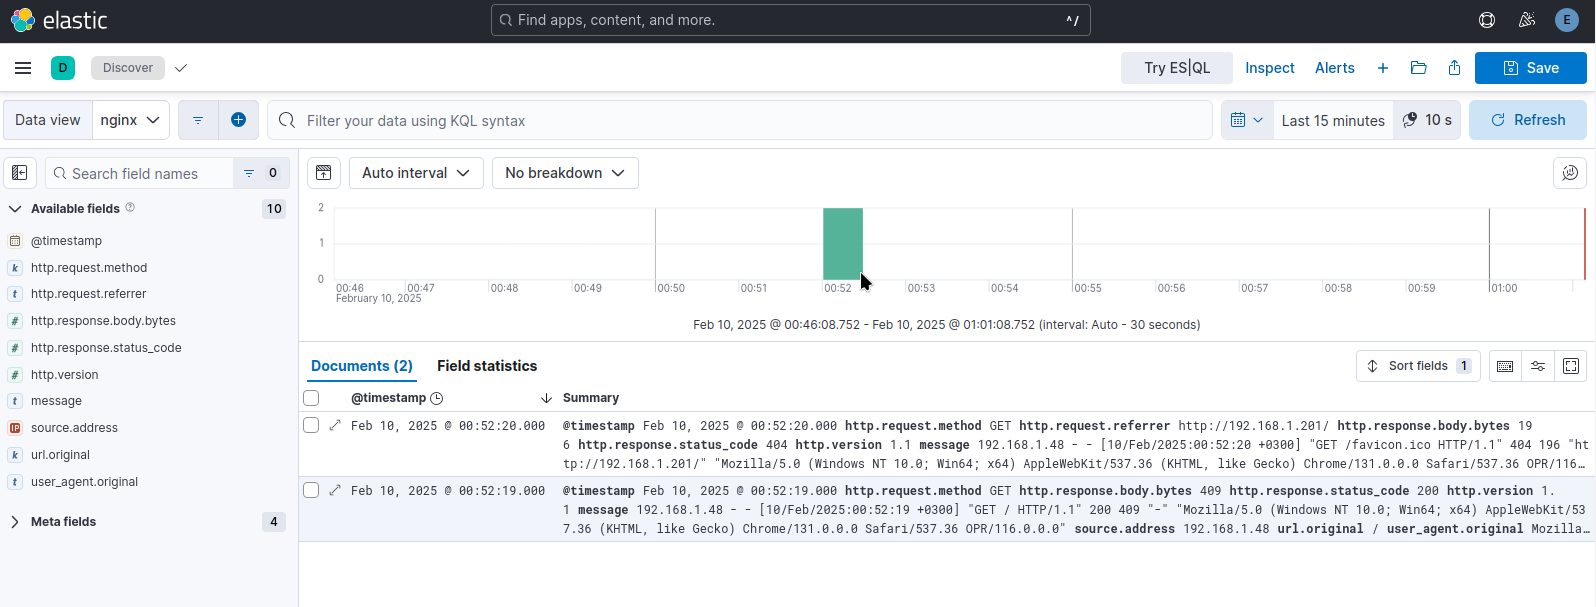 elastic
Find apps, content, and more.
^/
E
D
Discover
Try ES|QL
Inspect
Alerts
Save
Data view
nginx
Filter your data using KQL syntax
Last 15 minutes
10 s
Refresh
Search field names
0
Auto interval
No breakdown
Available fields
10
@timestamp
http.request.method
http.request.referrer
http.response.body.bytes
http.response.status_code
http.version
message
source.address
url.original
user_agent.original
Meta fields
4
2
1
0
00:46 00:47 00:48 00:49 00:50 00:51 00:52 00:53 00:54 00:55 00:56 00:57 00:58 00:59 01:00
February 10, 2025
Feb 10, 2025 @ 00:46:08.752 - Feb 10, 2025 @ 01:01:08.752 (interval: Auto - 30 seconds)
Documents (2)
Field statistics
Sort fields 1
@timestamp
Summary
Feb 10, 2025 @ 00:52:20.000
@timestamp Feb 10, 2025 @ 00:52:20.000 http.request.method GET http.request.referrer http://192.168.1.201/ http.response.body.bytes 19
6 http.response.status_code 404 http.version 1.1 message 192.168.1.48 - - [10/Feb/2025:00:52:20 +0300] "GET /favicon.ico HTTP/1.1" 404 196 "ht
tp://192.168.1.201/" "Mozilla/5.0 (Windows NT 10.0; Win64; x64) AppleWebKit/537.36 (KHTML, like Gecko) Chrome/131.0.0.0 Safari/537.36 OPR/116…
Feb 10, 2025 @ 00:52:19.000
@timestamp Feb 10, 2025 @ 00:52:19.000 http.request.method GET http.response.body.bytes 409 http.response.status_code 200 http.version 1.
1 message 192.168.1.48 - - [10/Feb/2025:00:52:19 +0300] "GET / HTTP/1.1" 200 409 "-" "Mozilla/5.0 (Windows NT 10.0; Win64; x64) AppleWebKit/53
7.36 (KHTML, like Gecko) Chrome/131.0.0.0 Safari/537.36 OPR/116.0.0.0" source.address 192.168.1.48 url.original / user_agent.original Mozilla…